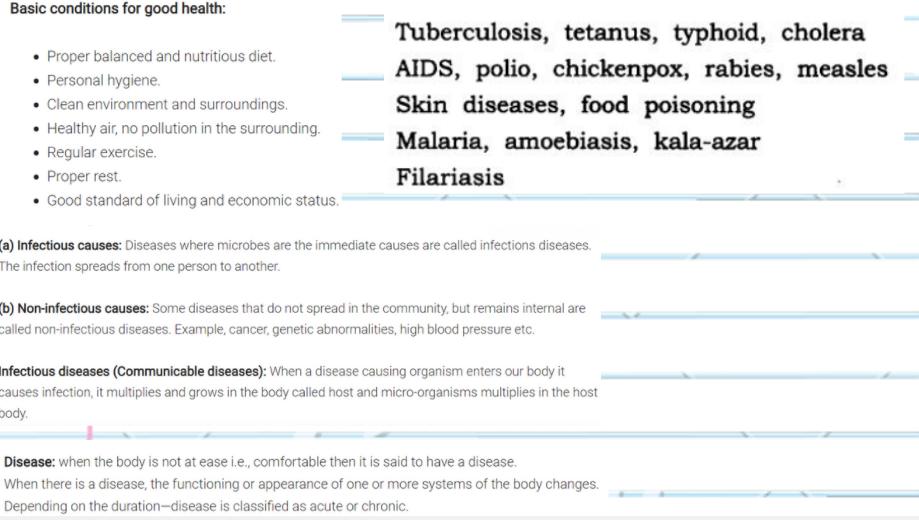 Basic conditions for good health:
• Proper balanced and nutritious diet.
• Personal hygiene.
• Clean environment and surroundings.
• Healthy air, no pollution in the surrounding.
• Regular exercise.
• Proper rest.
• Good standard of living and economic status.
Tuberculosis, tetanus, typhoid, cholera
AIDS, polio, chickenpox, rabies, measles
Skin diseases, food poisoning
Malaria, amoebiasis, kala-azar
Filariasis
(a) Infectious causes: Diseases where microbes are the immediate causes are called infections diseases.
The infection spreads from one person to another.
(b) Non-infectious causes: Some diseases that do not spread in the community, but remains internal are
called non-infectious diseases. Example, cancer, genetic abnormalities, high blood pressure etc.
Infectious diseases (Communicable diseases): When a disease causing organism enters our body it
causes infection, it multiplies and grows in the body called host and micro-organisms multiplies in the host
body.
Disease: when the body is not at ease i.e., comfortable then it is said to have a disease.
When there is a disease, the functioning or appearance of one or more systems of the body changes.
Depending on the duration—disease is classified as acute or chronic.